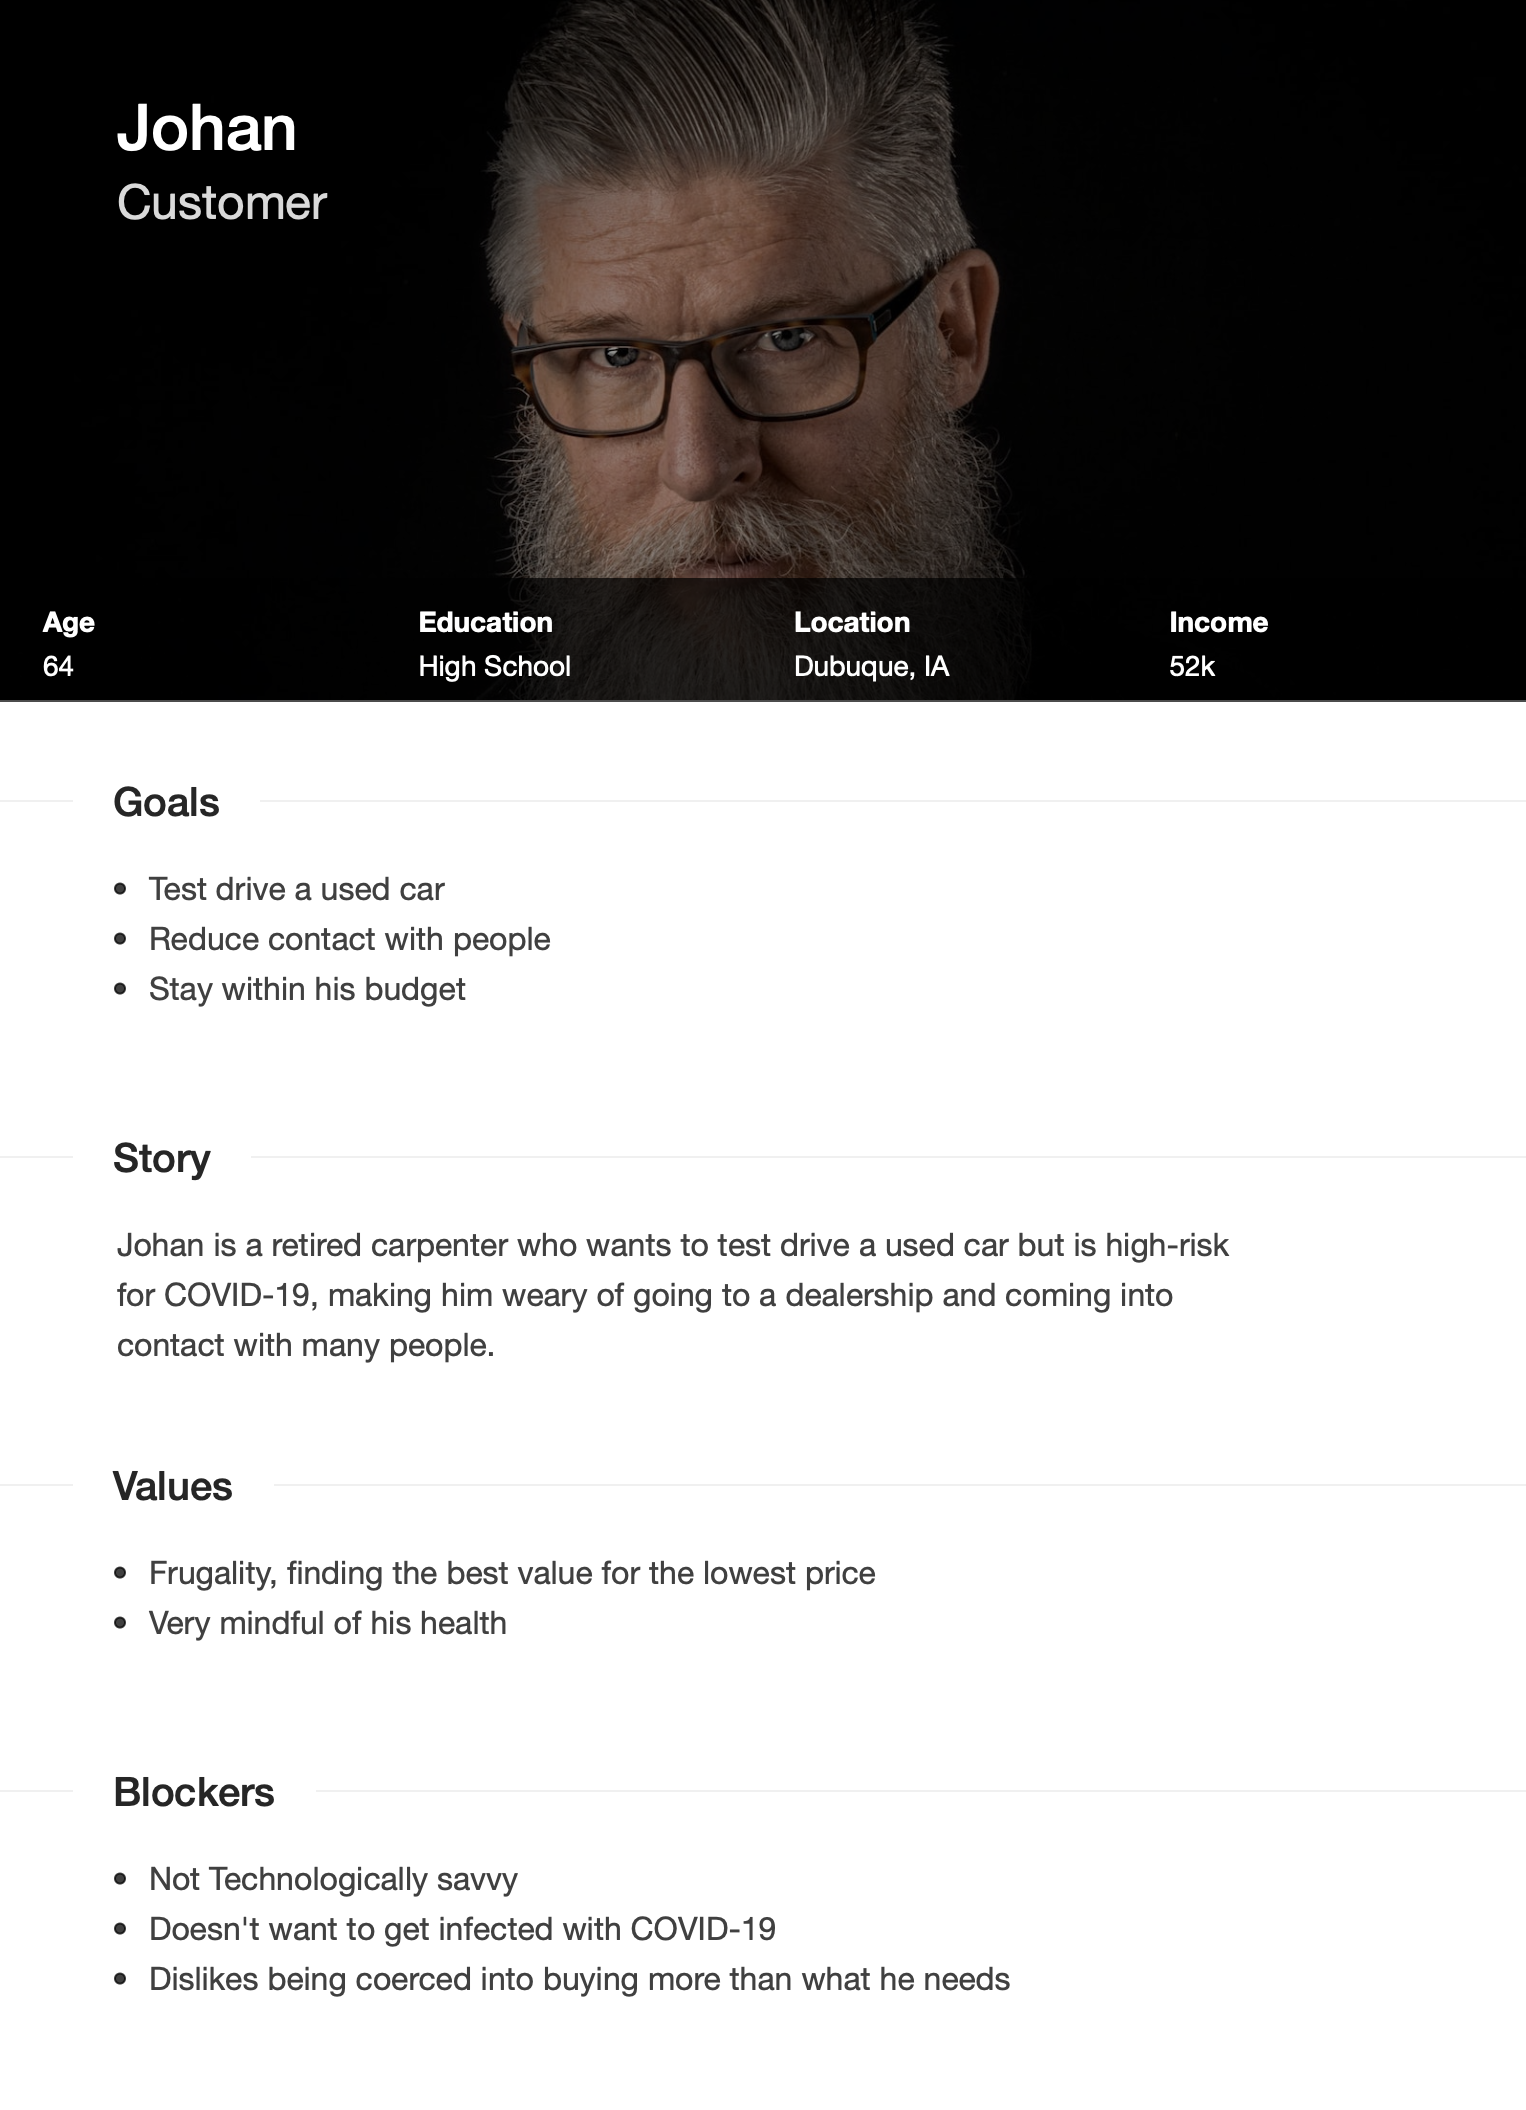 Johan
Customer
Age
64
Education
High School
Location
Dubuque, IA
Income
52k
Goals
Test drive a used car
Reduce contact with people
Stay within his budget
Story
Johan is a retired carpenter who wants to test drive a used car but is high-risk
for COVID-19, making him weary of going to a dealership and coming into
contact with many people.
Values
Frugality, finding the best value for the lowest price
Very mindful of his health
Blockers
Not Technologically savvy
Doesn't want to get infected with COVID-19
Dislikes being coerced into buying more than what he needs